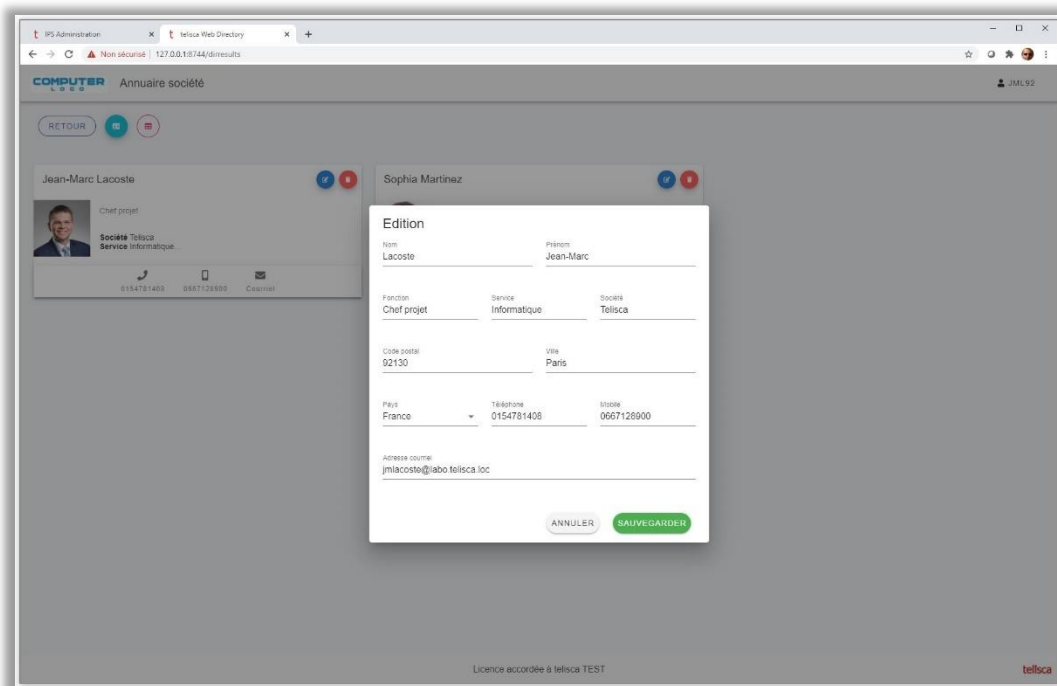 IPS Administration
telisca Web Directory
Non sécurisé | 127.0.0.1:8744/dirresults
COMPUTER
LOGO
Annuaire société
JML92
RETOUR
Jean-Marc Lacoste
Chef projet
Société Telisca
Service Informatique...
0154781408 0667128900 Courriel
Sophia Martinez
Edition
Nom Prénom
Lacoste Jean-Marc
Fonction Service Société
Chef projet Informatique Telisca
Code postal Ville
92130 Paris
Pays Téléphone Mobile
France 0154781408 0667128900
Adresse courriel
jmlacoste@labo.telisca.loc
ANNULER SAUVEGARDER
Licence accordée à telisca TEST
telisca